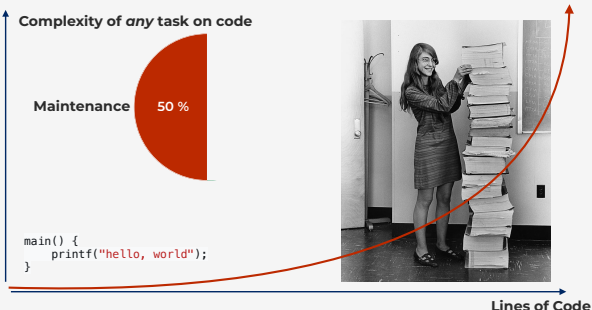 Complexity of any task on code
Maintenance 50 %
main() {
    printf("hello, world");
}
Lines of Code